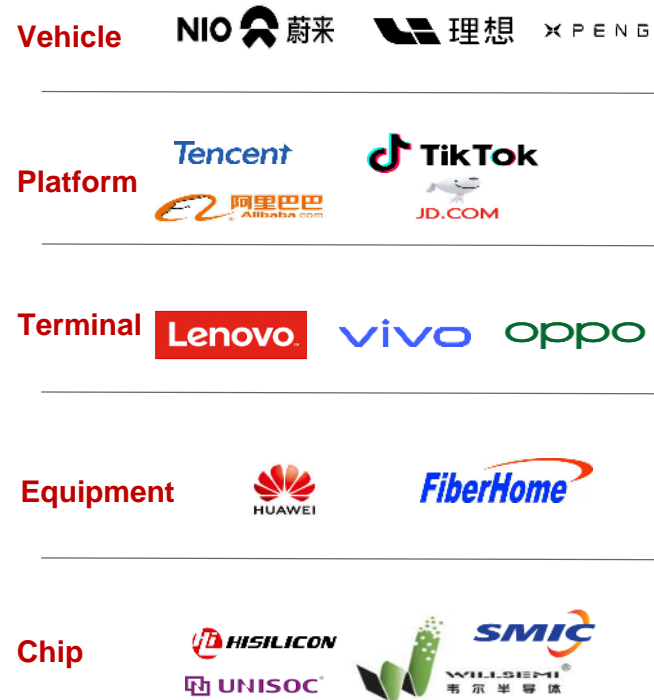 Vehicle
NIO 蔚来
理想
XPENG
Platform
Tencent
TikTok
阿里巴巴
Alibaba.com
JD.COM
Terminal
Lenovo
vivo
oppo
Equipment
HUAWEI
FiberHome
Chip
HISILICON
SMIC
UNISOC
WILLSEMI®
韦尔半导体